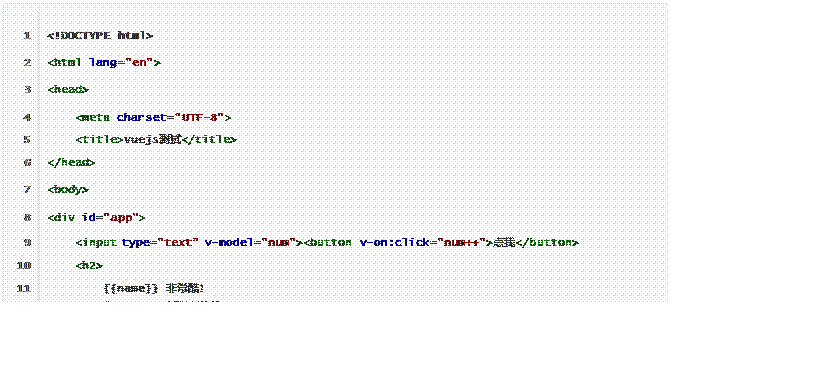 1 <!DOCTYPE html>
2 <html lang="en">
3 <head>
4 <meta charset="UTF-8">
5 <title>vuejs测试</title>
6 </head>
7 <body>
8 <div id="app">
9 <input type="text" v-model="num"><button v-on:click="num++">点我</button>
10 <h2>
11 {{name}} 非常酷!